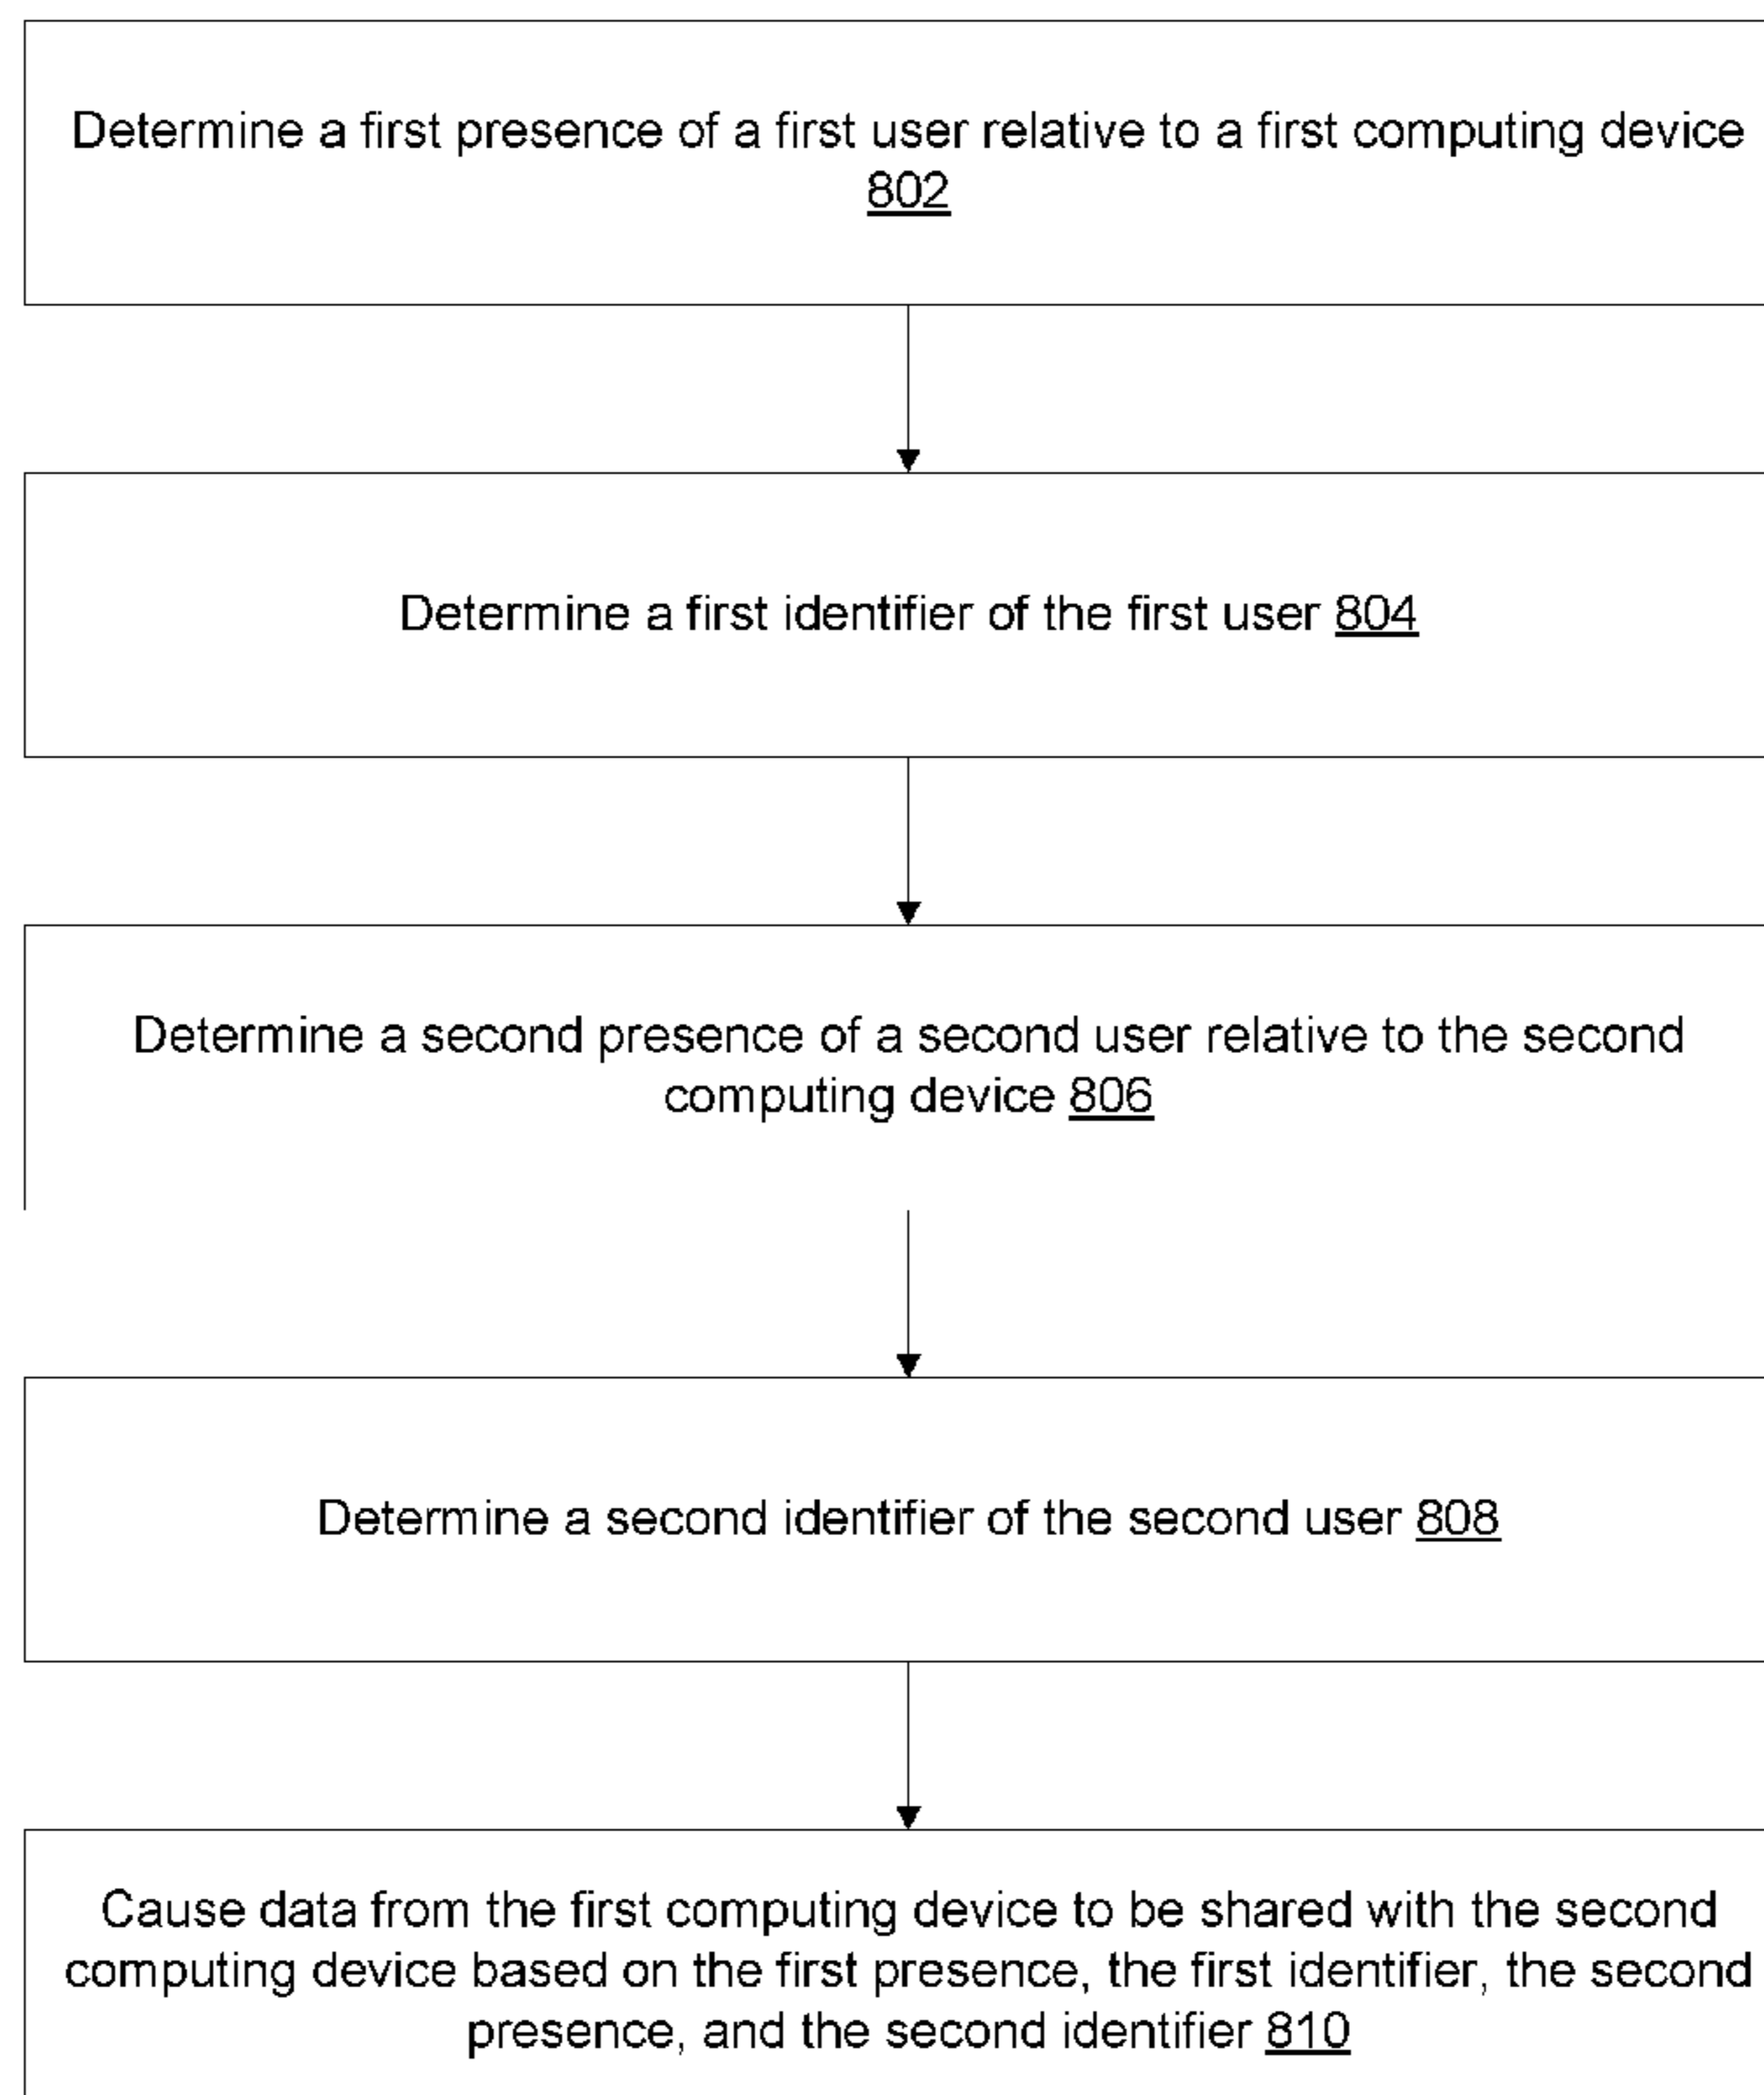 Determine a first presence of a first user relative to a first computing device
802
Determine a first identifier of the first user 804
Determine a second presence of a second user relative to the second
computing device 806
Determine a second identifier of the second user 808
Cause data from the first computing device to be shared with the second
computing device based on the first presence, the first identifier, the second
presence, and the second identifier 810